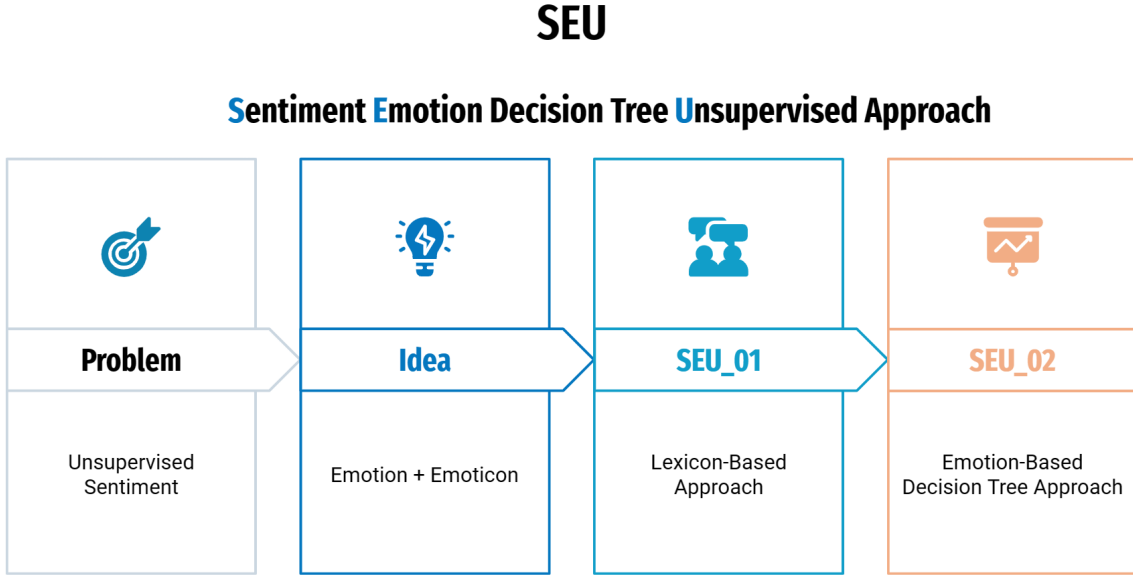 SEU
Sentiment Emotion Decision Tree Unsupervised Approach
Problem
Unsupervised
Sentiment
Idea
Emotion + Emoticon
SEU_01
Lexicon-Based
Approach
SEU_02
Emotion-Based
Decision Tree Approach